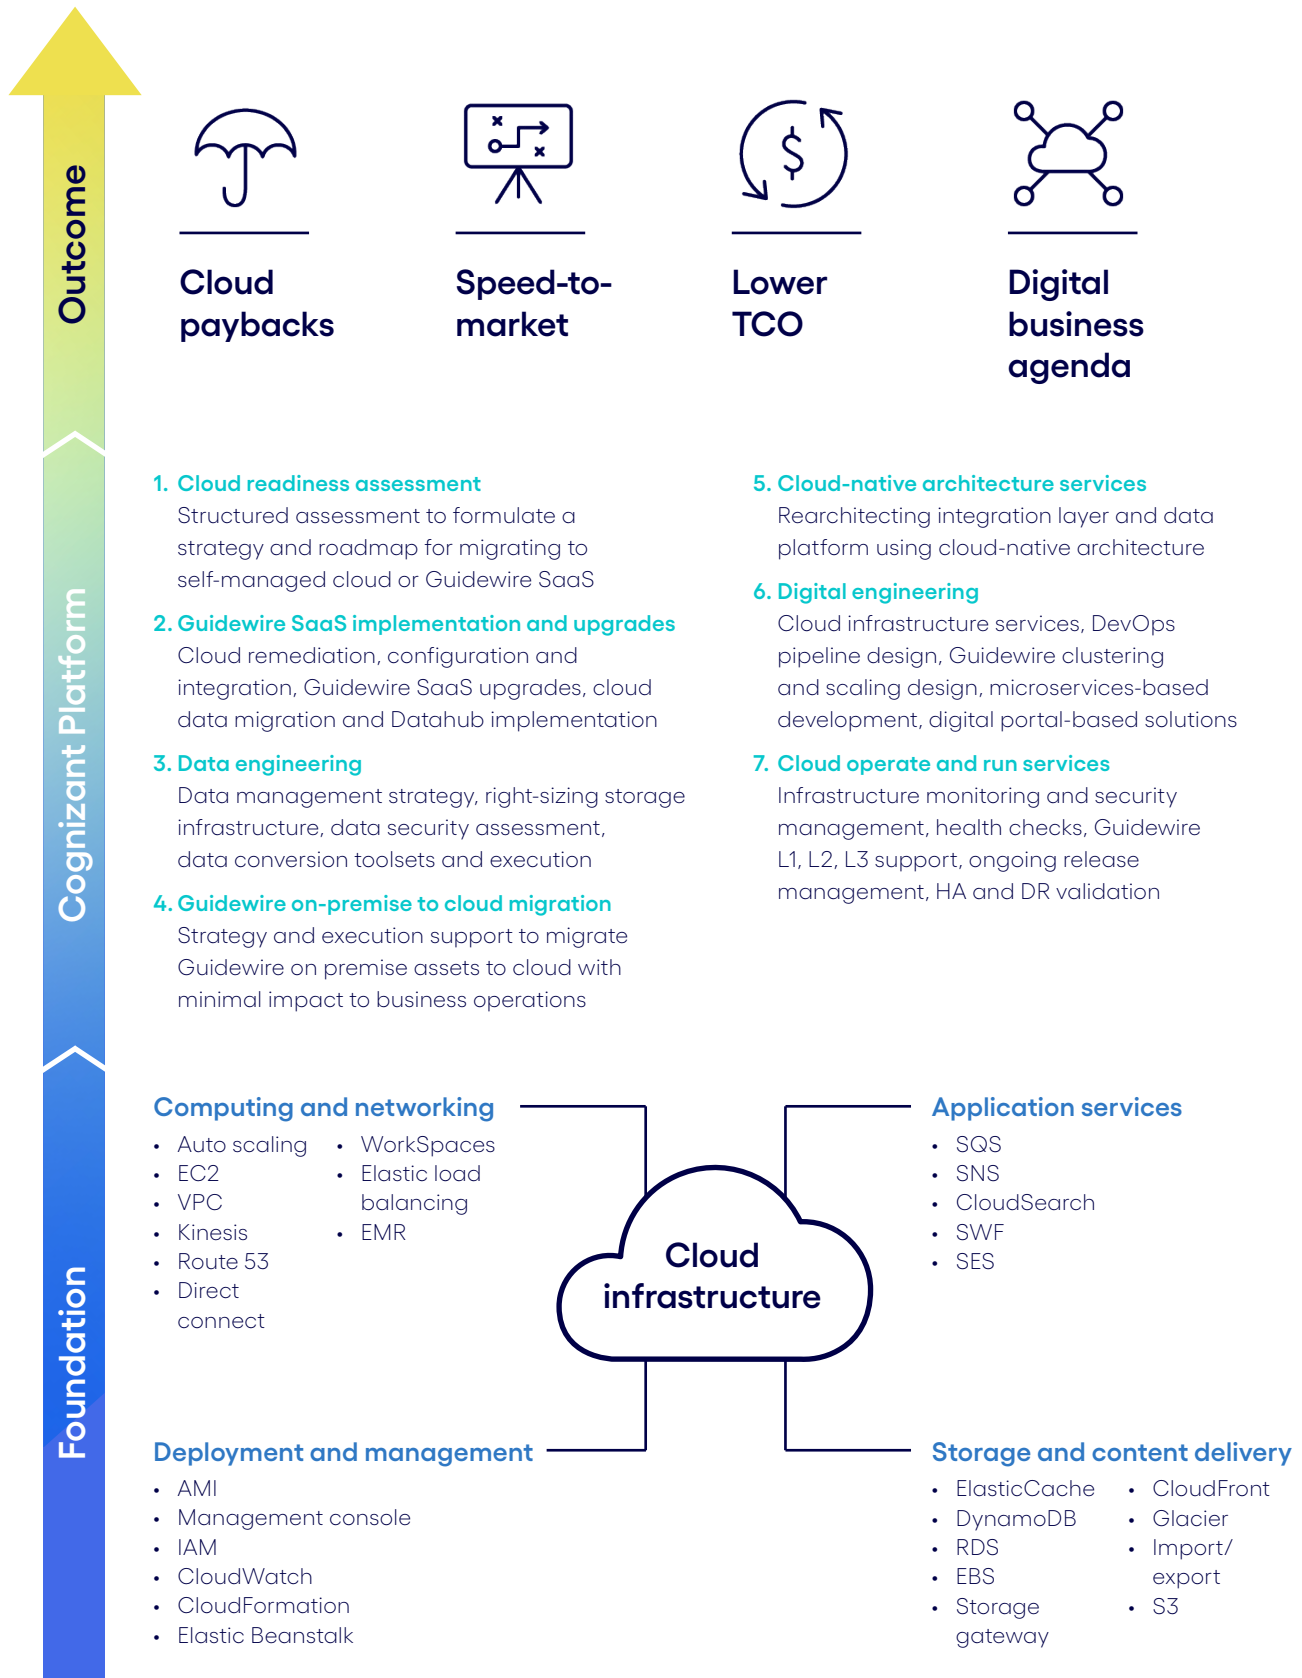 Outcome
Cloud
paybacks
Speed-to-
market
Lower
TCO
Digital
business
agenda
Cognizant Platform
1. Cloud readiness assessment
Structured assessment to formulate a
strategy and roadmap for migrating to
self-managed cloud or Guidewire SaaS
2. Guidewire SaaS implementation and upgrades
Cloud remediation, configuration and
integration, Guidewire SaaS upgrades, cloud
data migration and Datahub implementation
3. Data engineering
Data management strategy, right-sizing storage
infrastructure, data security assessment,
data conversion toolsets and execution
4. Guidewire on-premise to cloud migration
Strategy and execution support to migrate
Guidewire on premise assets to cloud with
minimal impact to business operations
5. Cloud-native architecture services
Rearchitecting integration layer and data
platform using cloud-native architecture
6. Digital engineering
Cloud infrastructure services, DevOps
pipeline design, Guidewire clustering
and scaling design, microservices-based
development, digital portal-based solutions
7. Cloud operate and run services
Infrastructure monitoring and security
management, health checks, Guidewire
L1, L2, L3 support, ongoing release
management, HA and DR validation
Foundation
Computing and networking
• Auto scaling
• EC2
• VPC
• Kinesis
• Route 53
• Direct
connect
• WorkSpaces
• Elastic load
balancing
• EMR
Cloud
infrastructure
Application services
• SQS
• SNS
• CloudSearch
• SWF
• SES
Deployment and management
• AMI
• Management console
• IAM
• CloudWatch
• CloudFormation
• Elastic Beanstalk
Storage and content delivery
• ElasticCache
• DynamoDB
• RDS
• EBS
• Storage
gateway
• CloudFront
• Glacier
• Import/
export
• S3